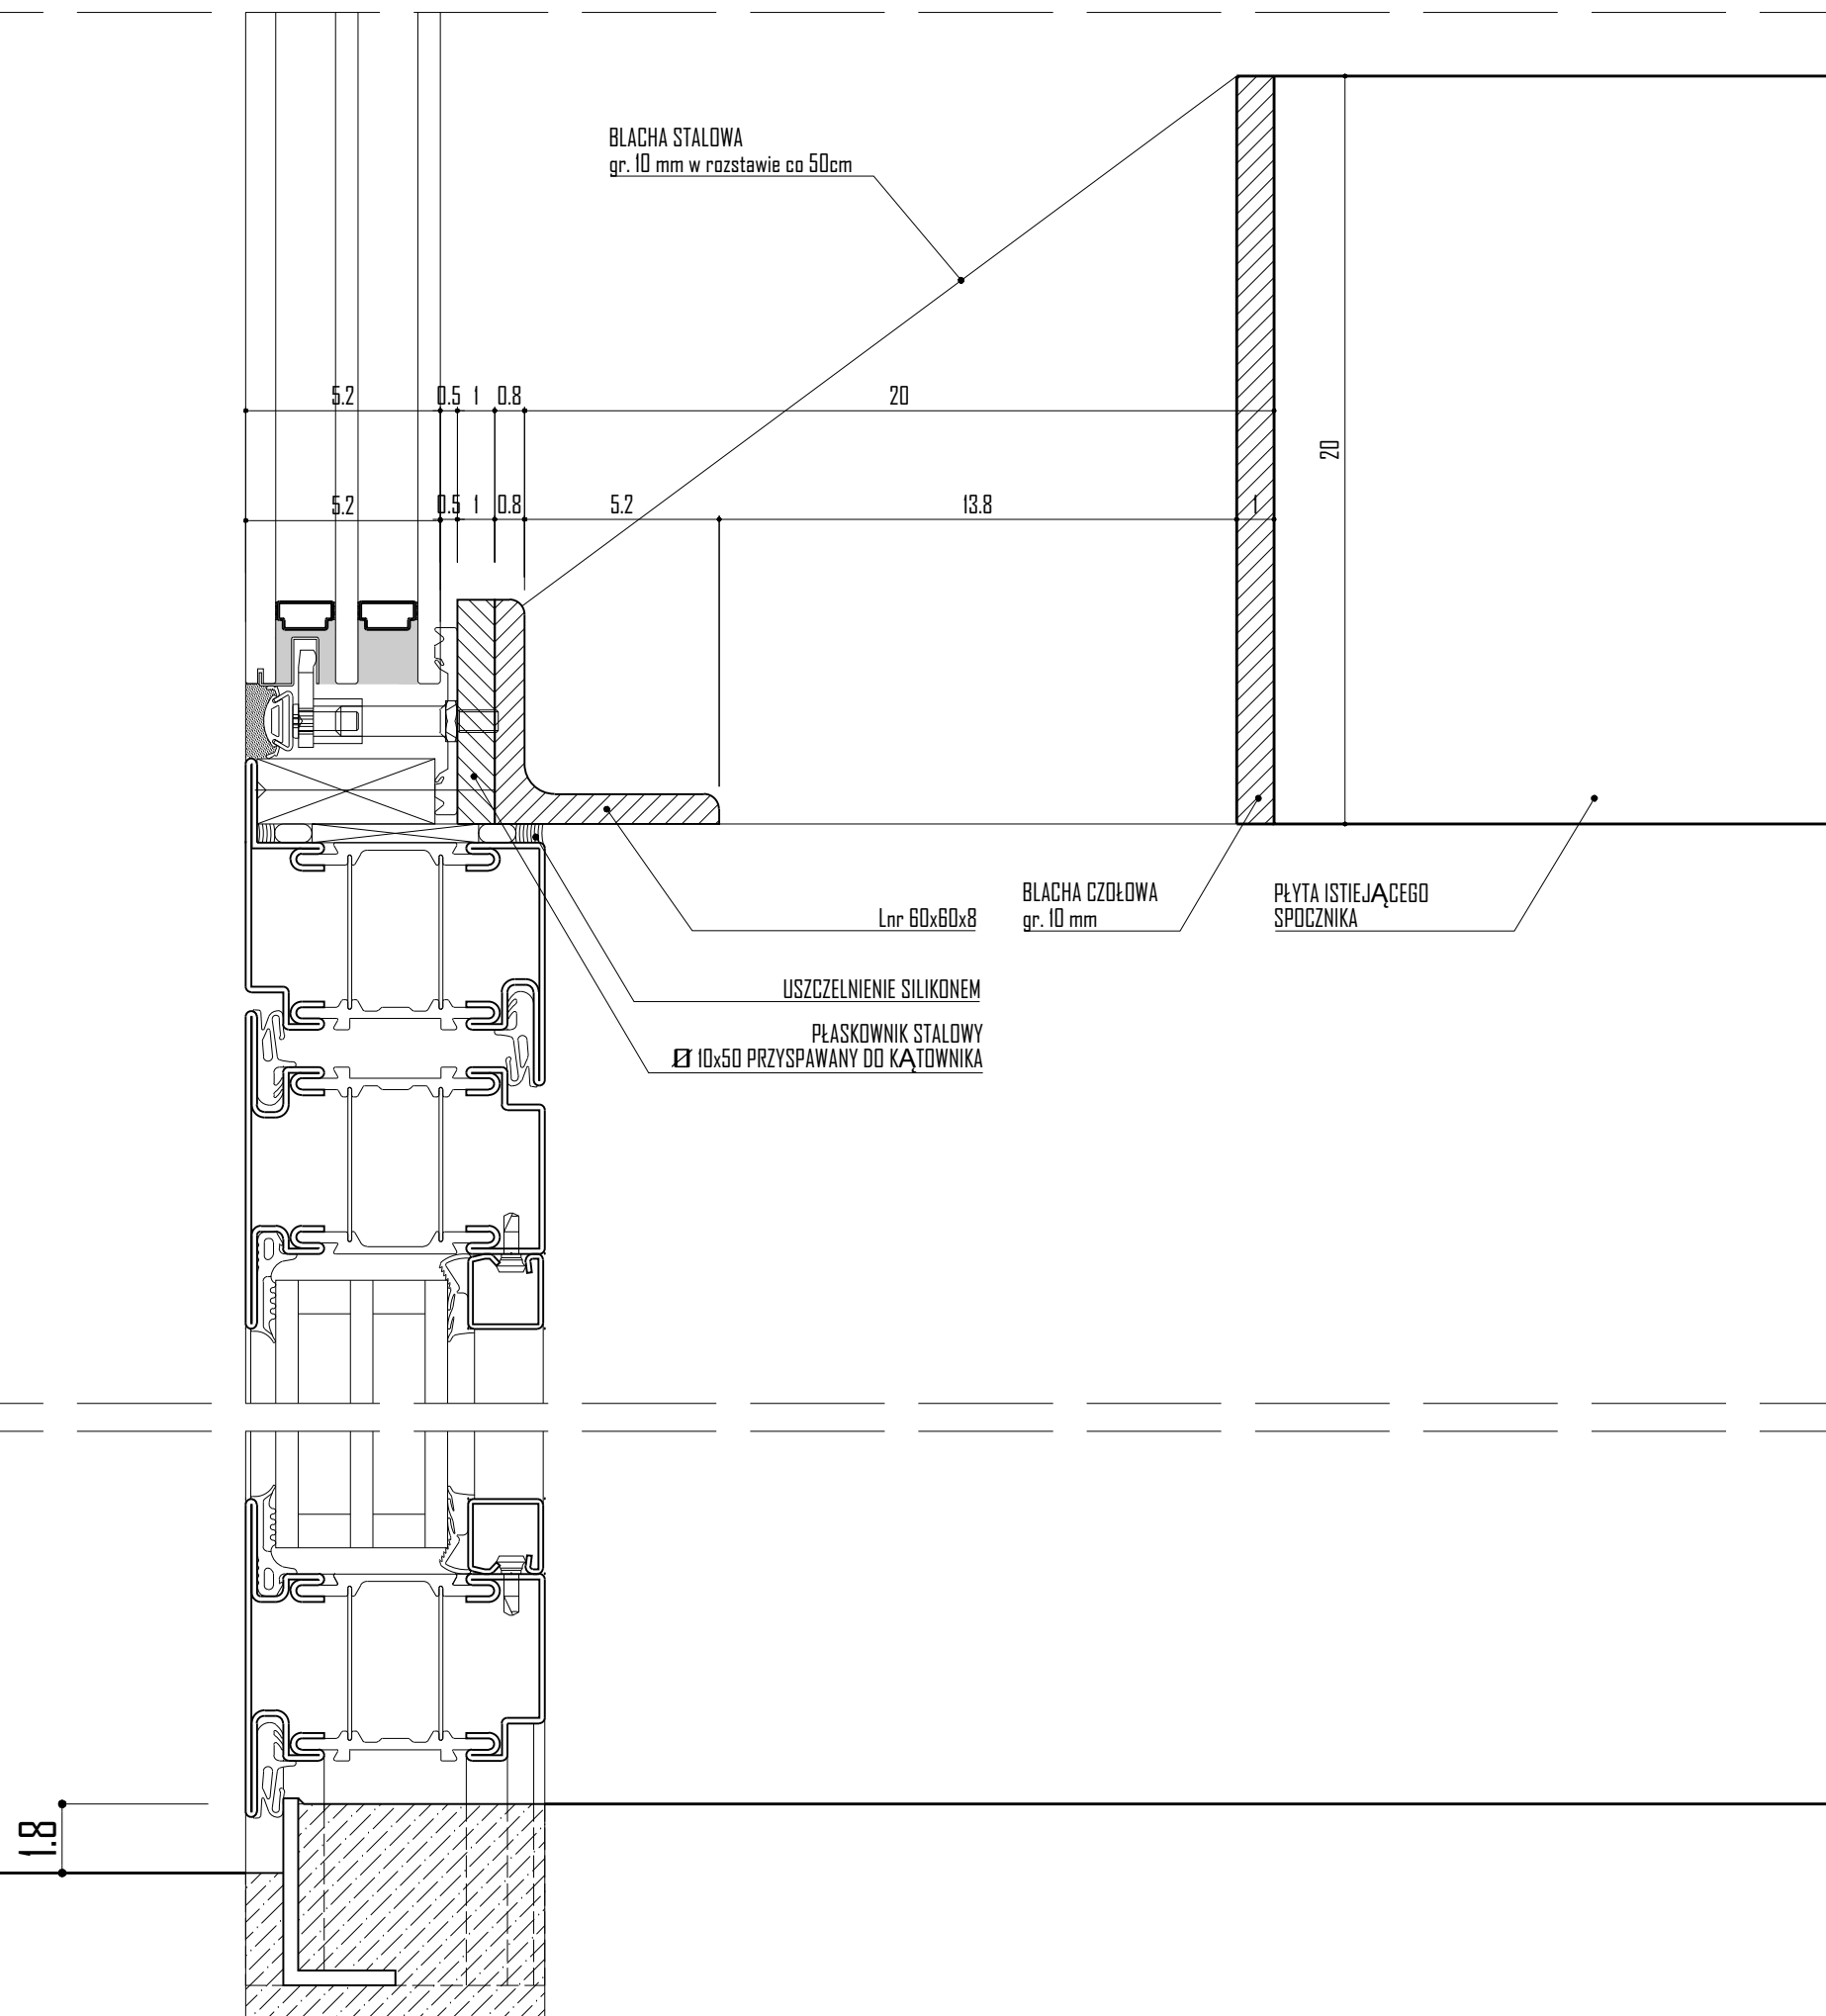 BLACHA STALOWA
gr. 10 mm w rozstawie co 50cm
5.2 0.5 1 0.8 20
20
5.2 0.5 1 0.8 5.2 13.8 1
BLACHA CZOŁOWA
gr. 10 mm
PŁYTA ISTIEJĄCEGO
SPOCZNIKA
Lnr 60x60x8
USZCZELNIENIE SILIKONEM
PŁASKOWNIK STALOWY
Ø 10x50 PRZYSPAWANY DO KĄTOWNIKA
1.8